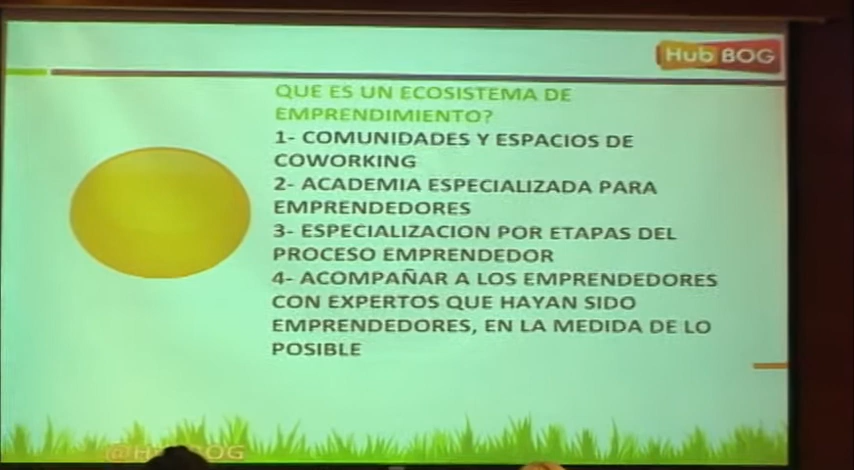 Hub BOG
QUE ES UN ECOSISTEMA DE
EMPRENDIMIENTO?
1- COMUNIDADES Y ESPACIOS DE
COWORKING
2- ACADEMIA ESPECIALIZADA PARA
EMPRENDEDORES
3- ESPECIALIZACION POR ETAPAS DEL
PROCESO EMPRENDEDOR
4- ACOMPAÑAR A LOS EMPRENDEDORES
CON EXPERTOS QUE HAYAN SIDO
EMPRENDEDORES, EN LA MEDIDA DE LO
POSIBLE